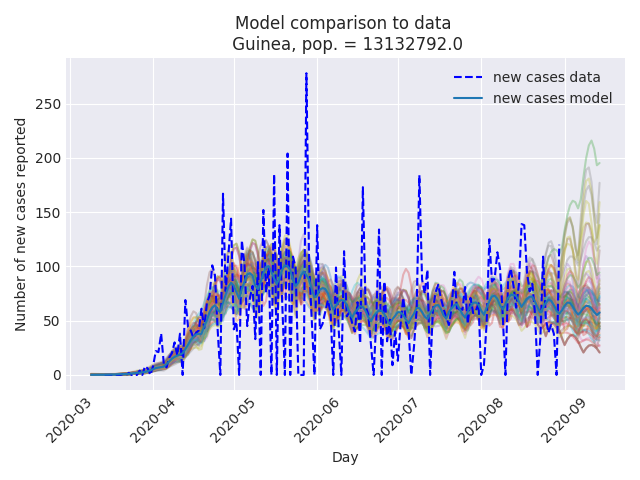 Model comparison to data
Guinea, pop. = 13132792.0
new cases data
new cases model
Number of new cases reported
250
200
150
100
50
0
2020-03
2020-04
2020-05
2020-06
2020-07
2020-08
2020-09
Day